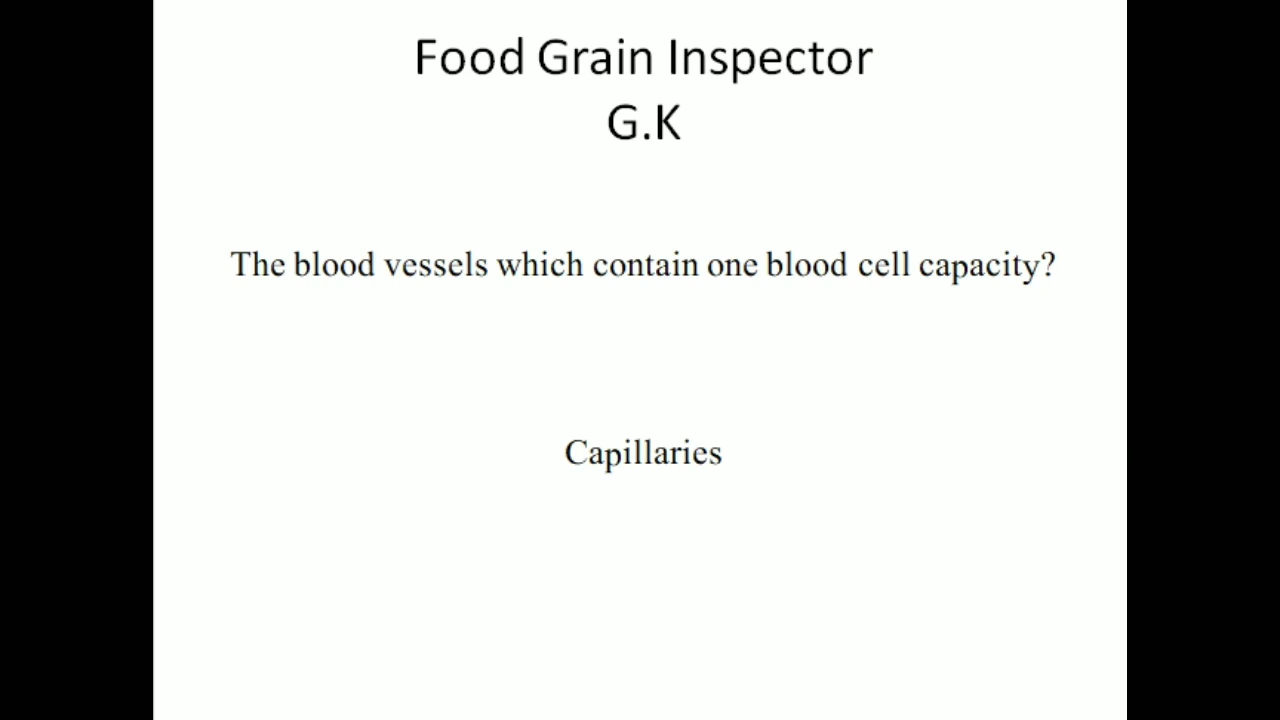 Food Grain Inspector
G.K
The blood vessels which contain one blood cell capacity?
Capillaries